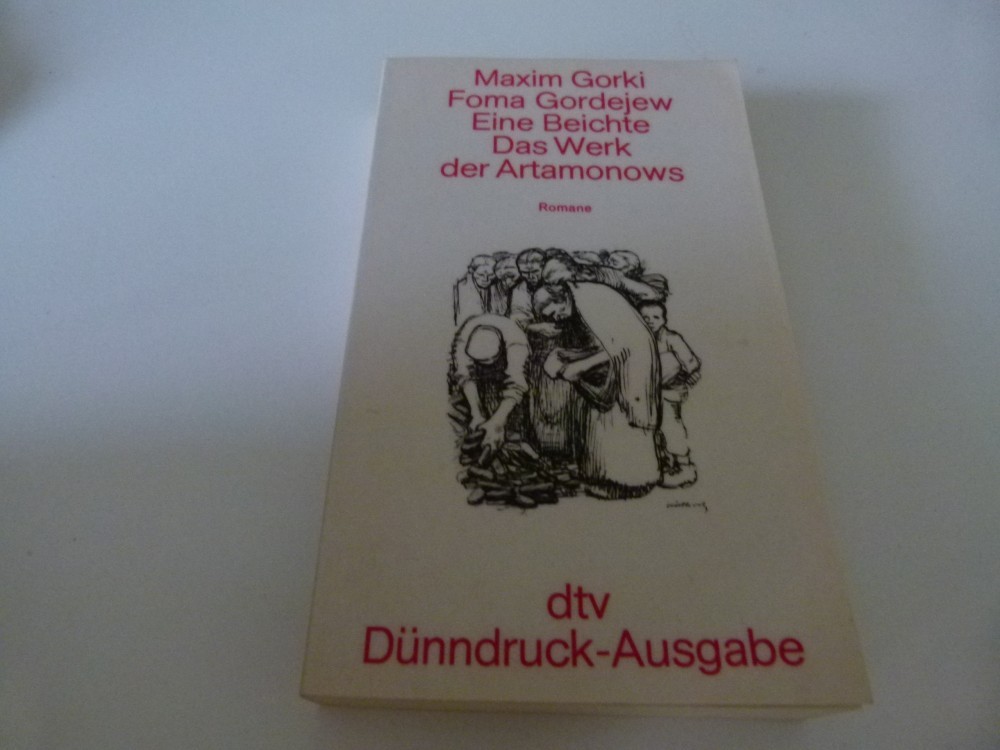 Maxim Gorki
Foma Gordejew
Eine Beichte
Das Werk
der Artamonows
Romane
dtv
Dünndruck-Ausgabe